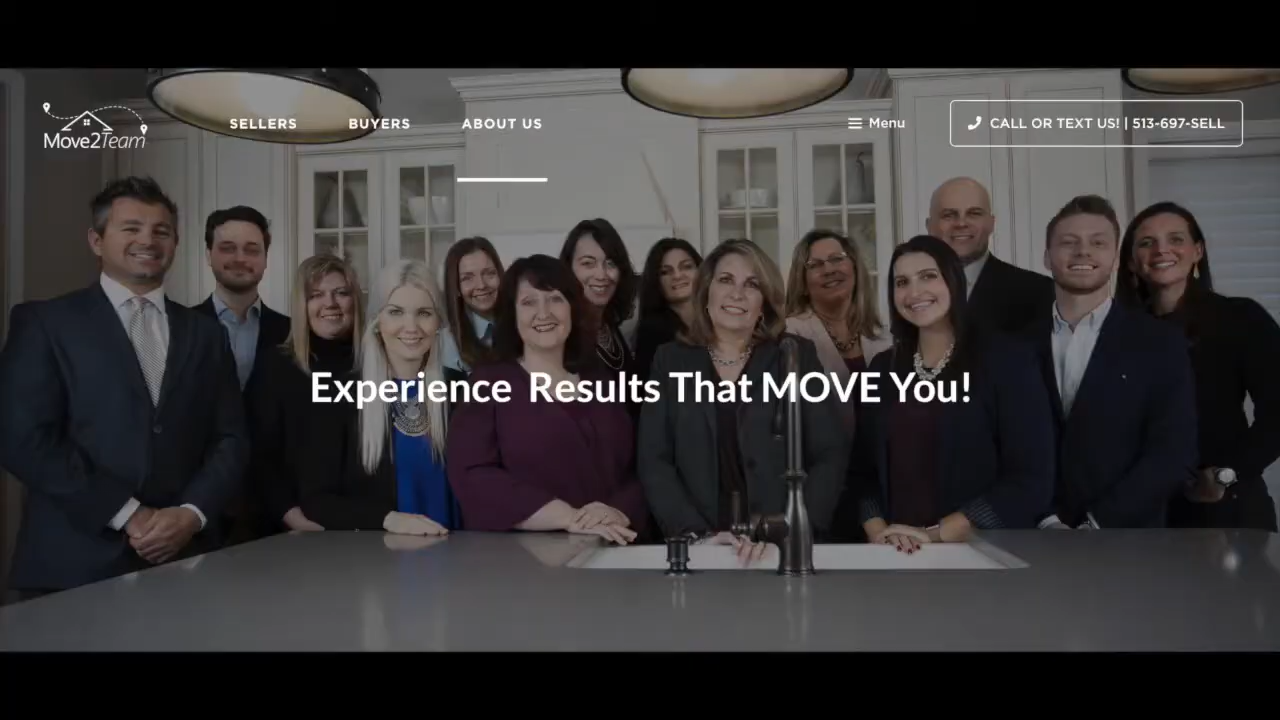 Move2Team
SELLERS
BUYERS
ABOUT US
Menu
CALL OR TEXT US! | 513-697-SELL
Experience Results That MOVE You!